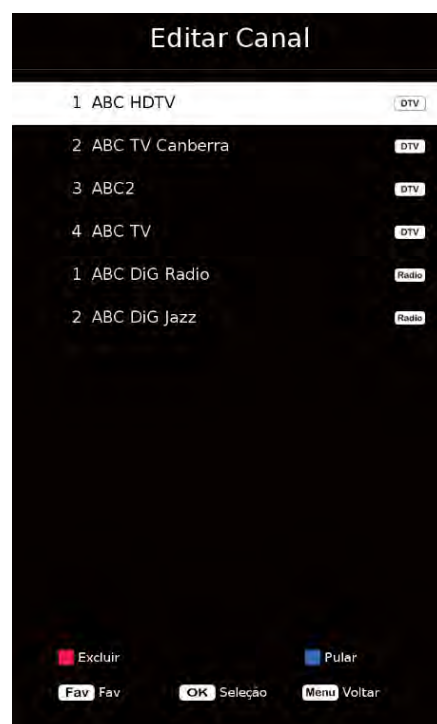 Editar Canal
1 ABC HDTV DTV
2 ABC TV Canberra DTV
3 ABC2 DTV
4 ABC TV DTV
1 ABC DiG Radio Radio
2 ABC DiG Jazz Radio
Excluir Pular
Fav Fav OK Seleção Menu Voltar